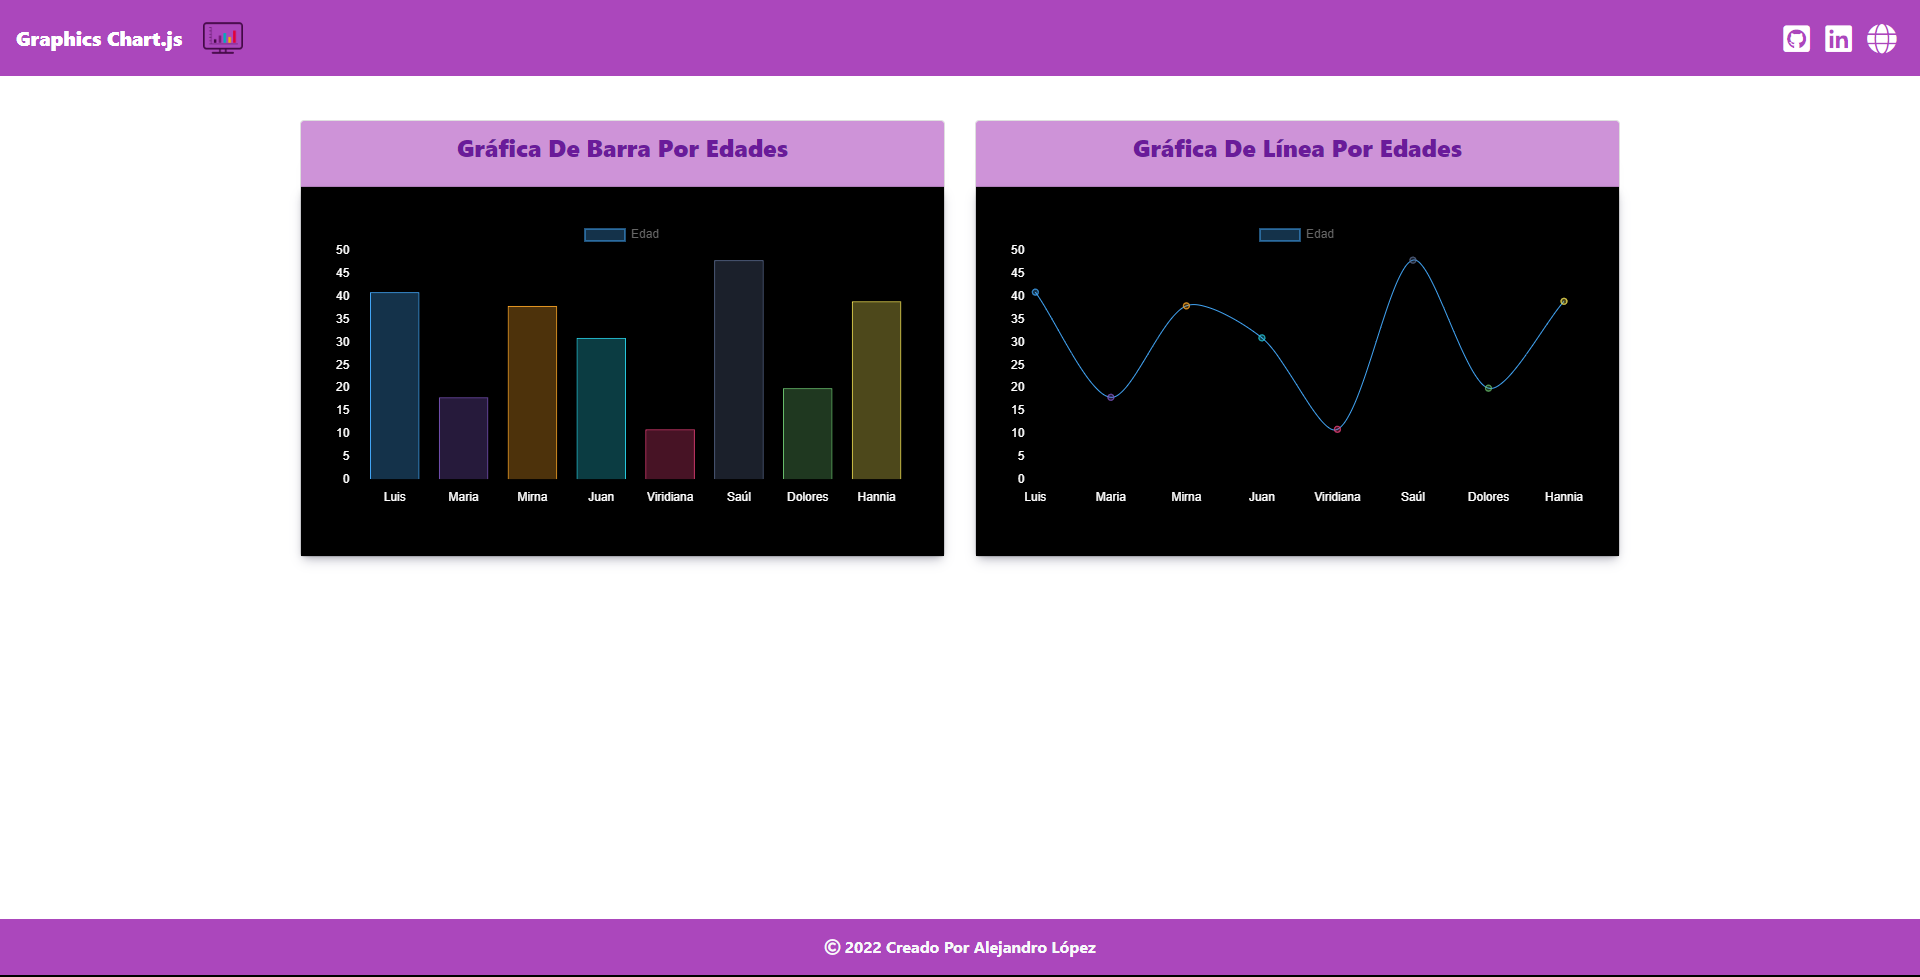 Graphics Chart.js
Gráfica De Barra Por Edades
Edad
50
45
40
35
30
25
20
15
10
5
0
Luis Maria Mirna Juan Viridiana Saúl Dolores Hannia
Gráfica De Línea Por Edades
Edad
50
45
40
35
30
25
20
15
10
5
0
Luis Maria Mirna Juan Viridiana Saúl Dolores Hannia
© 2022 Creado Por Alejandro López